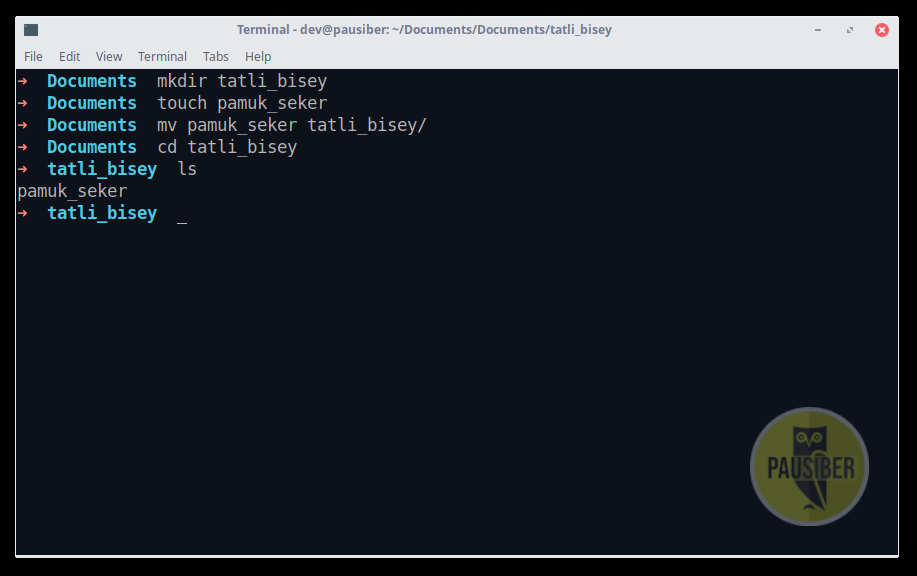 Terminal - dev@pausiber: ~/Documents/Documents/tatli_bisey
File Edit View Terminal Tabs Help
➜ Documents mkdir tatli_bisey
➜ Documents touch pamuk_seker
➜ Documents mv pamuk_seker tatli_bisey/
➜ Documents cd tatli_bisey
➜ tatli_bisey ls
pamuk_seker
➜ tatli_bisey _
PAUSIBER